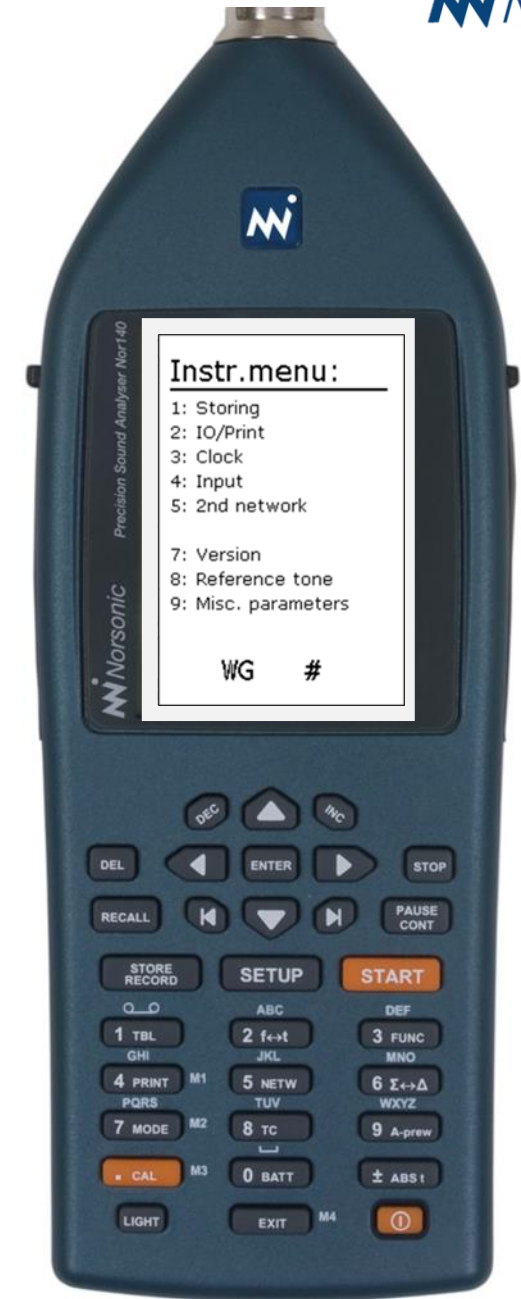 Precision Sound Analyser Nor140
Norsonic
Instr.menu:
1: Storing
2: IO/Print
3: Clock
4: Input
5: 2nd network
7: Version
8: Reference tone
9: Misc. parameters
WG #
DEC INC
DEL ENTER STOP
RECALL PAUSE
CONT
STORE
RECORD SETUP START
ABC DEF
1 TBL 2 f↔t 3 FUNC
GHI JKL MNO
4 PRINT M1 5 NETW 6 Σ↔Δ
PQRS TUV WXYZ
7 MODE M2 8 TC 9 A-prew
. CAL M3 0 BATT ± ABS t
LIGHT EXIT M4